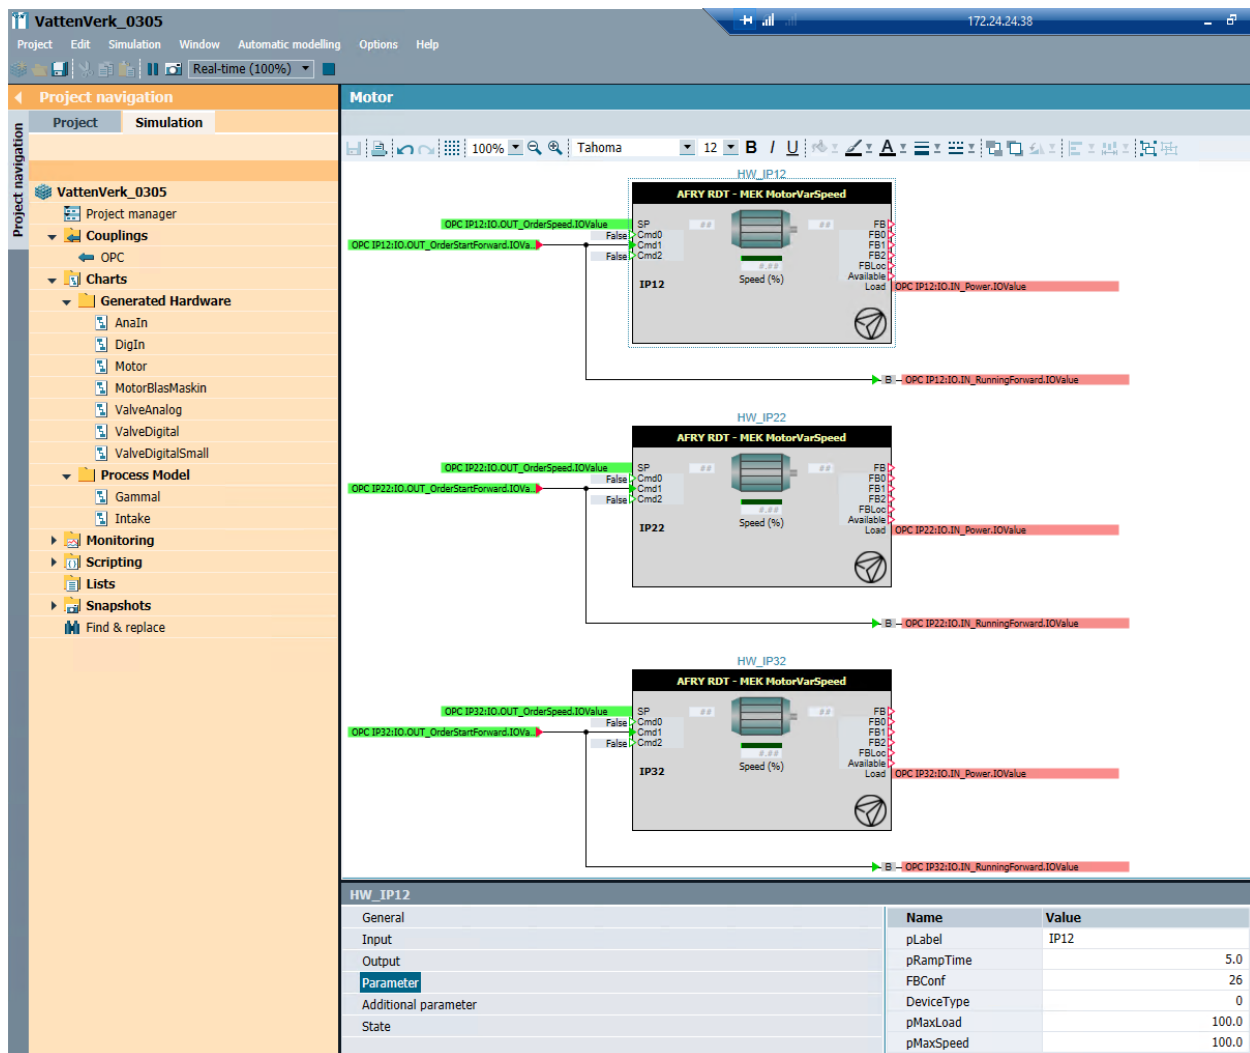 VattenVerk_0305
172.24.24.38
Project Edit Simulation Window Automatic modelling Options Help
Real-time (100%)
Project navigation
Motor
Project Simulation
Project navigation
100% Tahoma 12 B I U A
VattenVerk_0305
Project manager
Couplings
OPC
Charts
Generated Hardware
AnaIn
DigIn
Motor
MotorBlasMaskin
ValveAnalog
ValveDigital
ValveDigitalSmall
Process Model
Gammal
Intake
Monitoring
Scripting
Lists
Snapshots
Find & replace
HW_IP12
AFRY RDT - MEK MotorVarSpeed
OPC IP12:IO.OUT_OrderSpeed.IOValue SP ## ## FB
False Cmd0 FB0
OPC IP12:IO.OUT_OrderStartForward.IOVa.. Cmd1 FB1
False Cmd2 FB2
#.## FBLoc
Speed (%) Available
IP12 Load OPC IP12:IO.IN_Power.IOValue
B OPC IP12:IO.IN_RunningForward.IOValue
HW_IP22
AFRY RDT - MEK MotorVarSpeed
OPC IP22:IO.OUT_OrderSpeed.IOValue SP ## ## FB
False Cmd0 FB0
OPC IP22:IO.OUT_OrderStartForward.IOVa.. Cmd1 FB1
False Cmd2 FB2
#.## FBLoc
Speed (%) Available
IP22 Load OPC IP22:IO.IN_Power.IOValue
B OPC IP22:IO.IN_RunningForward.IOValue
HW_IP32
AFRY RDT - MEK MotorVarSpeed
OPC IP32:IO.OUT_OrderSpeed.IOValue SP ## ## FB
False Cmd0 FB0
OPC IP32:IO.OUT_OrderStartForward.IOVa.. Cmd1 FB1
False Cmd2 FB2
#.## FBLoc
Speed (%) Available
IP32 Load OPC IP32:IO.IN_Power.IOValue
B OPC IP32:IO.IN_RunningForward.IOValue
HW_IP12
General
Input
Output
Parameter
Additional parameter
State
Name Value
pLabel IP12
pRampTime 5.0
FBConf 26
DeviceType 0
pMaxLoad 100.0
pMaxSpeed 100.0